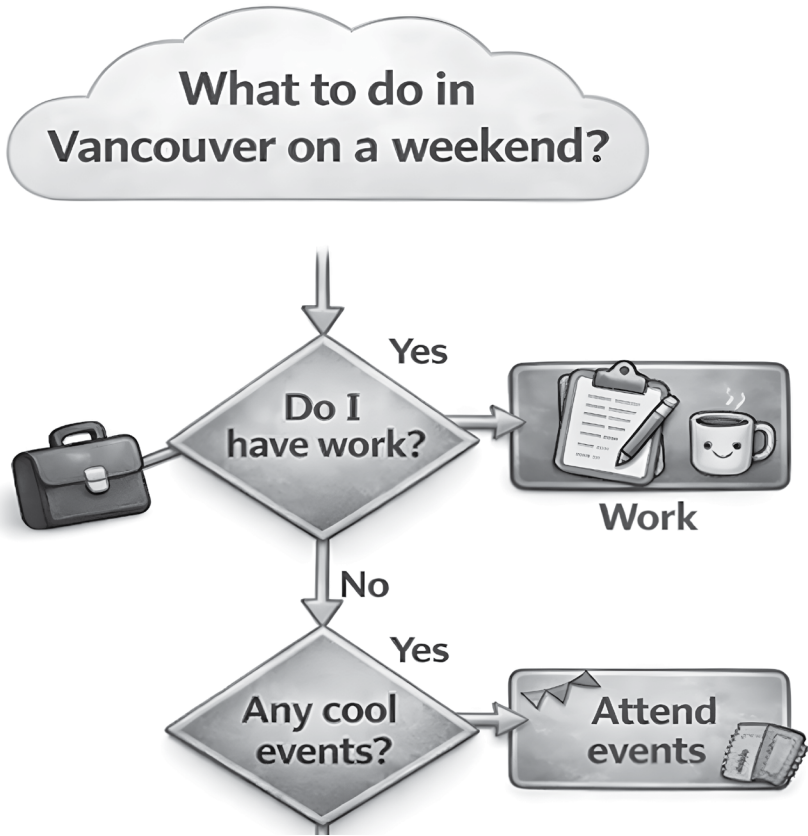 What to do in
Vancouver on a weekend?
Yes
Do I
have work?
Work
No
Yes
Any cool
events?
Attend
events